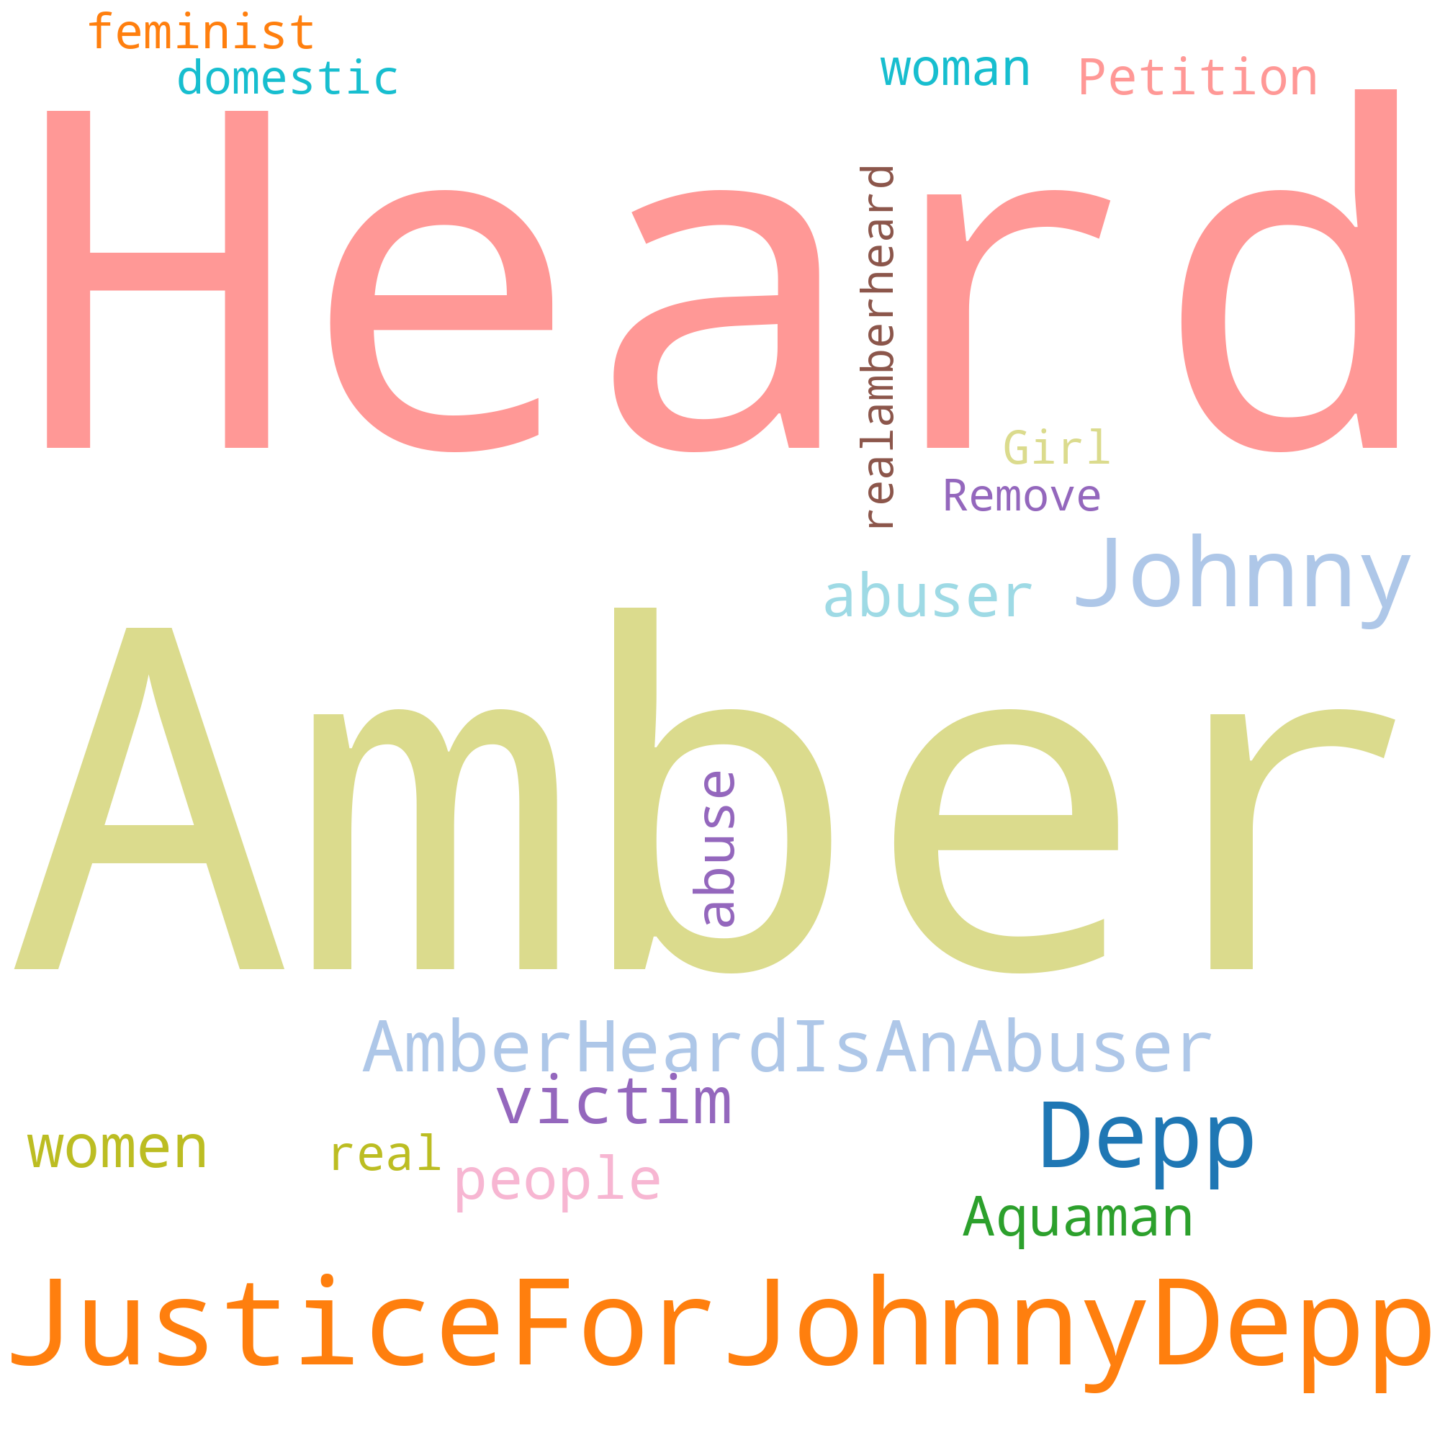 feminist
domestic
woman
Petition
Heard
realamberheard
Girl
Remove
Johnny
abuser
Amber
abuse
AmberHeardIsAnAbuser
victim
women
real
people
Depp
Aquaman
JusticeForJohnnyDepp